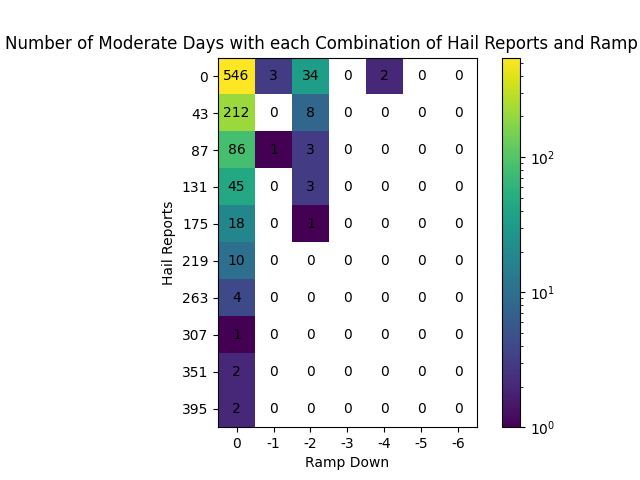 Number of Moderate Days with each Combination of Hail Reports and Ramp
0 546 3 34 0 2 0 0
43 212 0 8 0 0 0 0
87 86 1 3 0 0 0 0
131 45 0 3 0 0 0 0
175 18 0 1 0 0 0 0
219 10 0 0 0 0 0 0
263 4 0 0 0 0 0 0
307 1 0 0 0 0 0 0
351 2 0 0 0 0 0 0
395 2 0 0 0 0 0 0
0 -1 -2 -3 -4 -5 -6
Ramp Down
Hail Reports
10²
10¹
10⁰